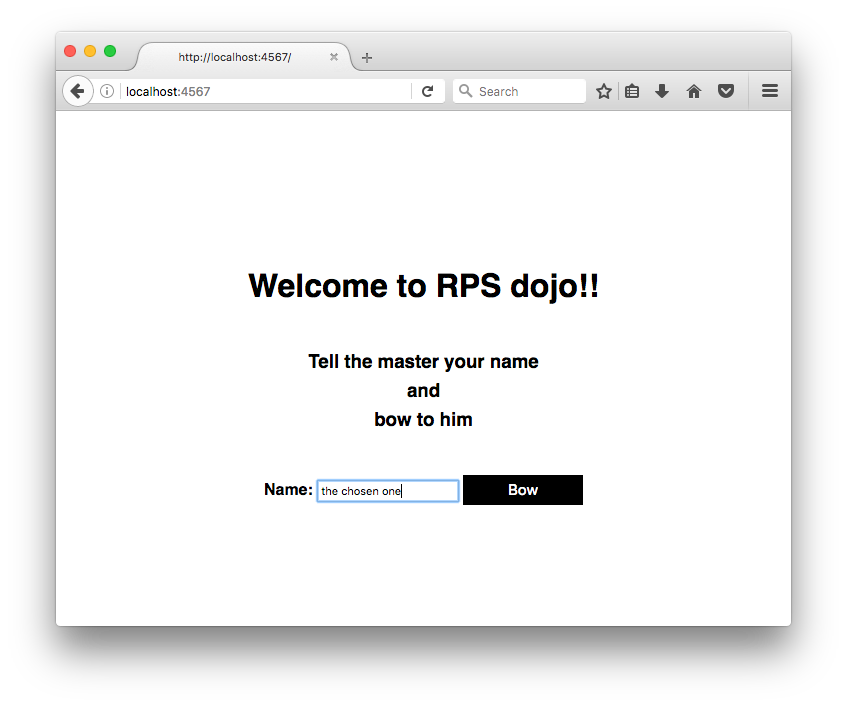 http://localhost:4567/
localhost:4567
Search
Welcome to RPS dojo!!
Tell the master your name
and
bow to him
Name: the chosen one Bow